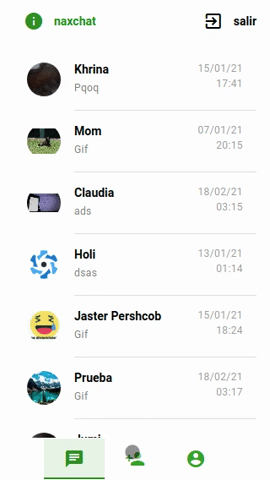 naxchat salir
Khrina 15/01/21
Pqoq 17:41
Mom 07/01/21
Gif 20:15
Claudia 18/02/21
ads 03:15
Holi 13/01/21
dsas 01:14
Jaster Pershcob 15/01/21
Gif 18:24
Prueba 18/02/21
Gif 03:17